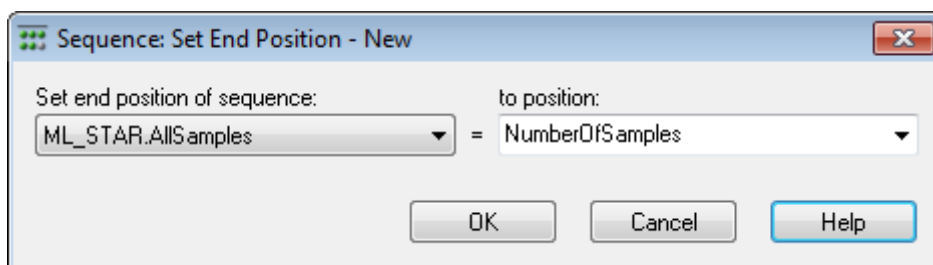 Sequence: Set End Position - New
Set end position of sequence: to position:
ML_STAR.AllSamples = NumberOfSamples
OK Cancel Help